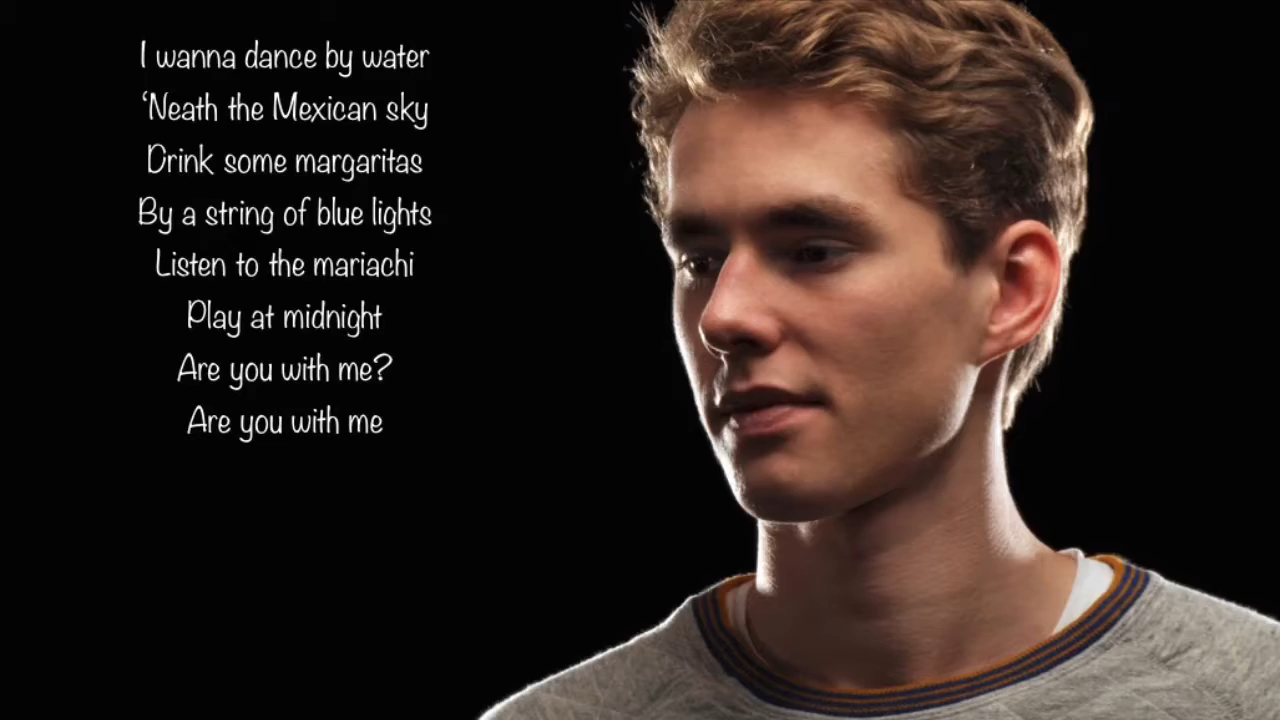 I wanna dance by water
‘Neath the Mexican sky
Drink some margaritas
By a string of blue lights
Listen to the mariachi
Play at midnight
Are you with me?
Are you with me